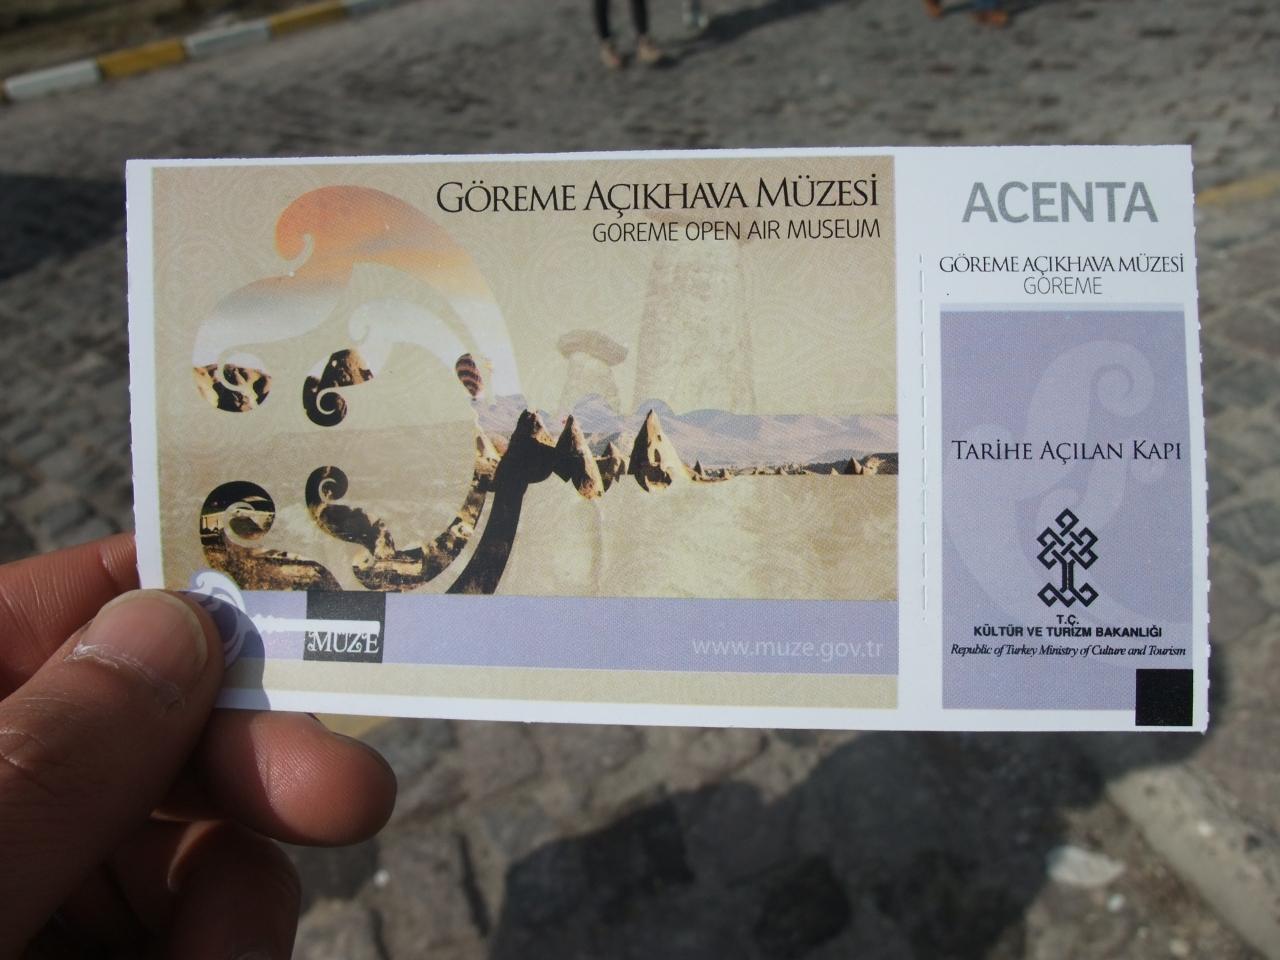 GÖREME AÇIKHAVA MÜZESİ
GOREME OPEN AIR MUSEUM
MUZE
www.muze.gov.tr
ACENTA
GÖREME AÇIKHAVA MÜZESİ
GÖREME
TARİHE AÇILAN KAPI
T.Ç.
KÜLTÜR VE TURİZM BAKANLIĞI
Republic of Turkey Ministry of Culture and Tourism